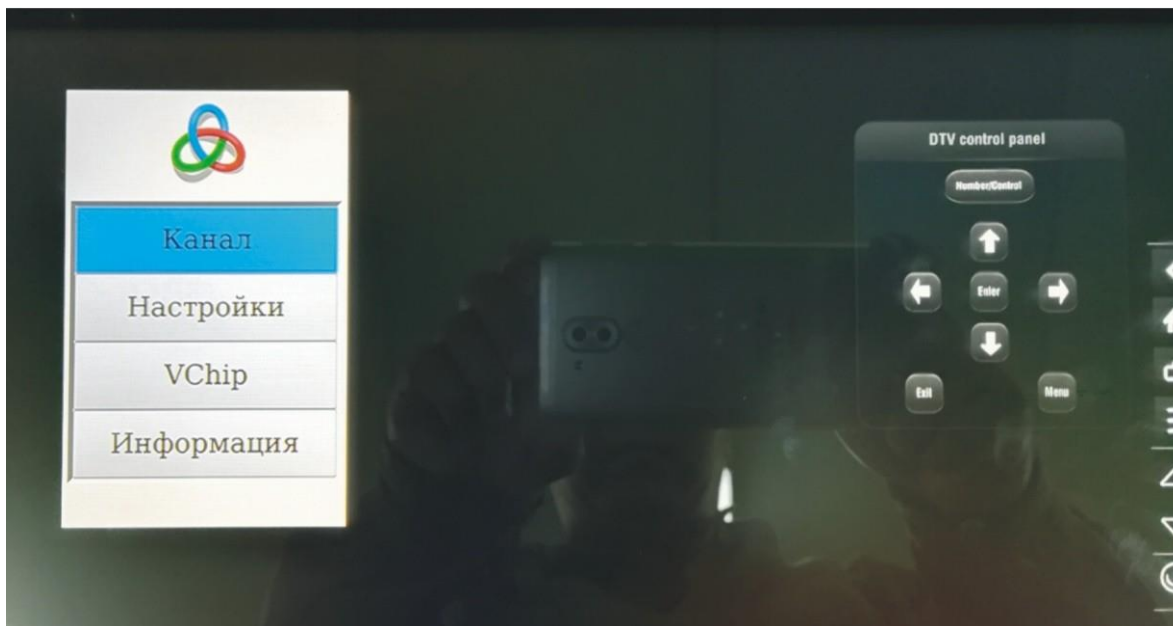 Канал
Настройки
VChip
Информация
DTV control panel
Number/Control
Enter
Exit
Menu